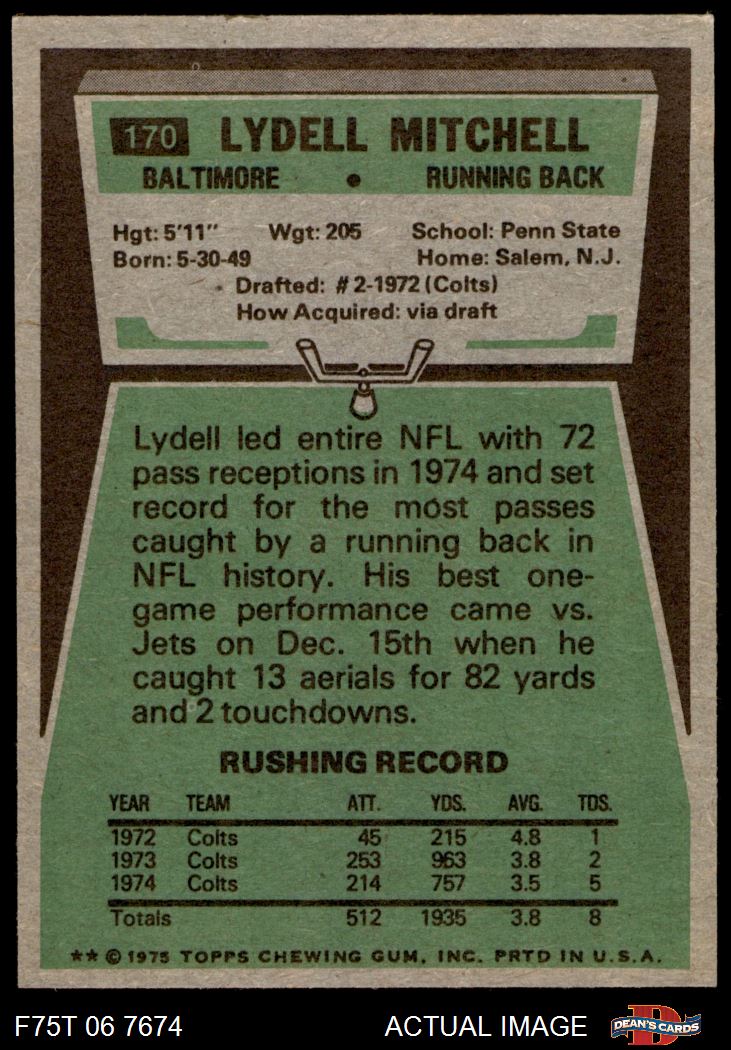 170 LYDELL MITCHELL
BALTIMORE • RUNNING BACK
Hgt: 5'11" Wgt: 205 School: Penn State
Born: 5-30-49 Home: Salem, N.J.
Drafted: #2-1972 (Colts)
How Acquired: via draft
Lydell led entire NFL with 72
pass receptions in 1974 and set
record for the most passes
caught by a running back in
NFL history. His best one-
game performance came vs.
Jets on Dec. 15th when he
caught 13 aerials for 82 yards
and 2 touchdowns.
RUSHING RECORD
YEAR TEAM ATT. YDS. AVG. TDS.
1972 Colts 45 215 4.8 1
1973 Colts 253 963 3.8 2
1974 Colts 214 757 3.5 5
Totals 512 1935 3.8 8
** © 1975 TOPPS CHEWING GUM, INC. PRTD IN U.S.A.
F75T 06 7674 ACTUAL IMAGE D DEAN'S CARDS